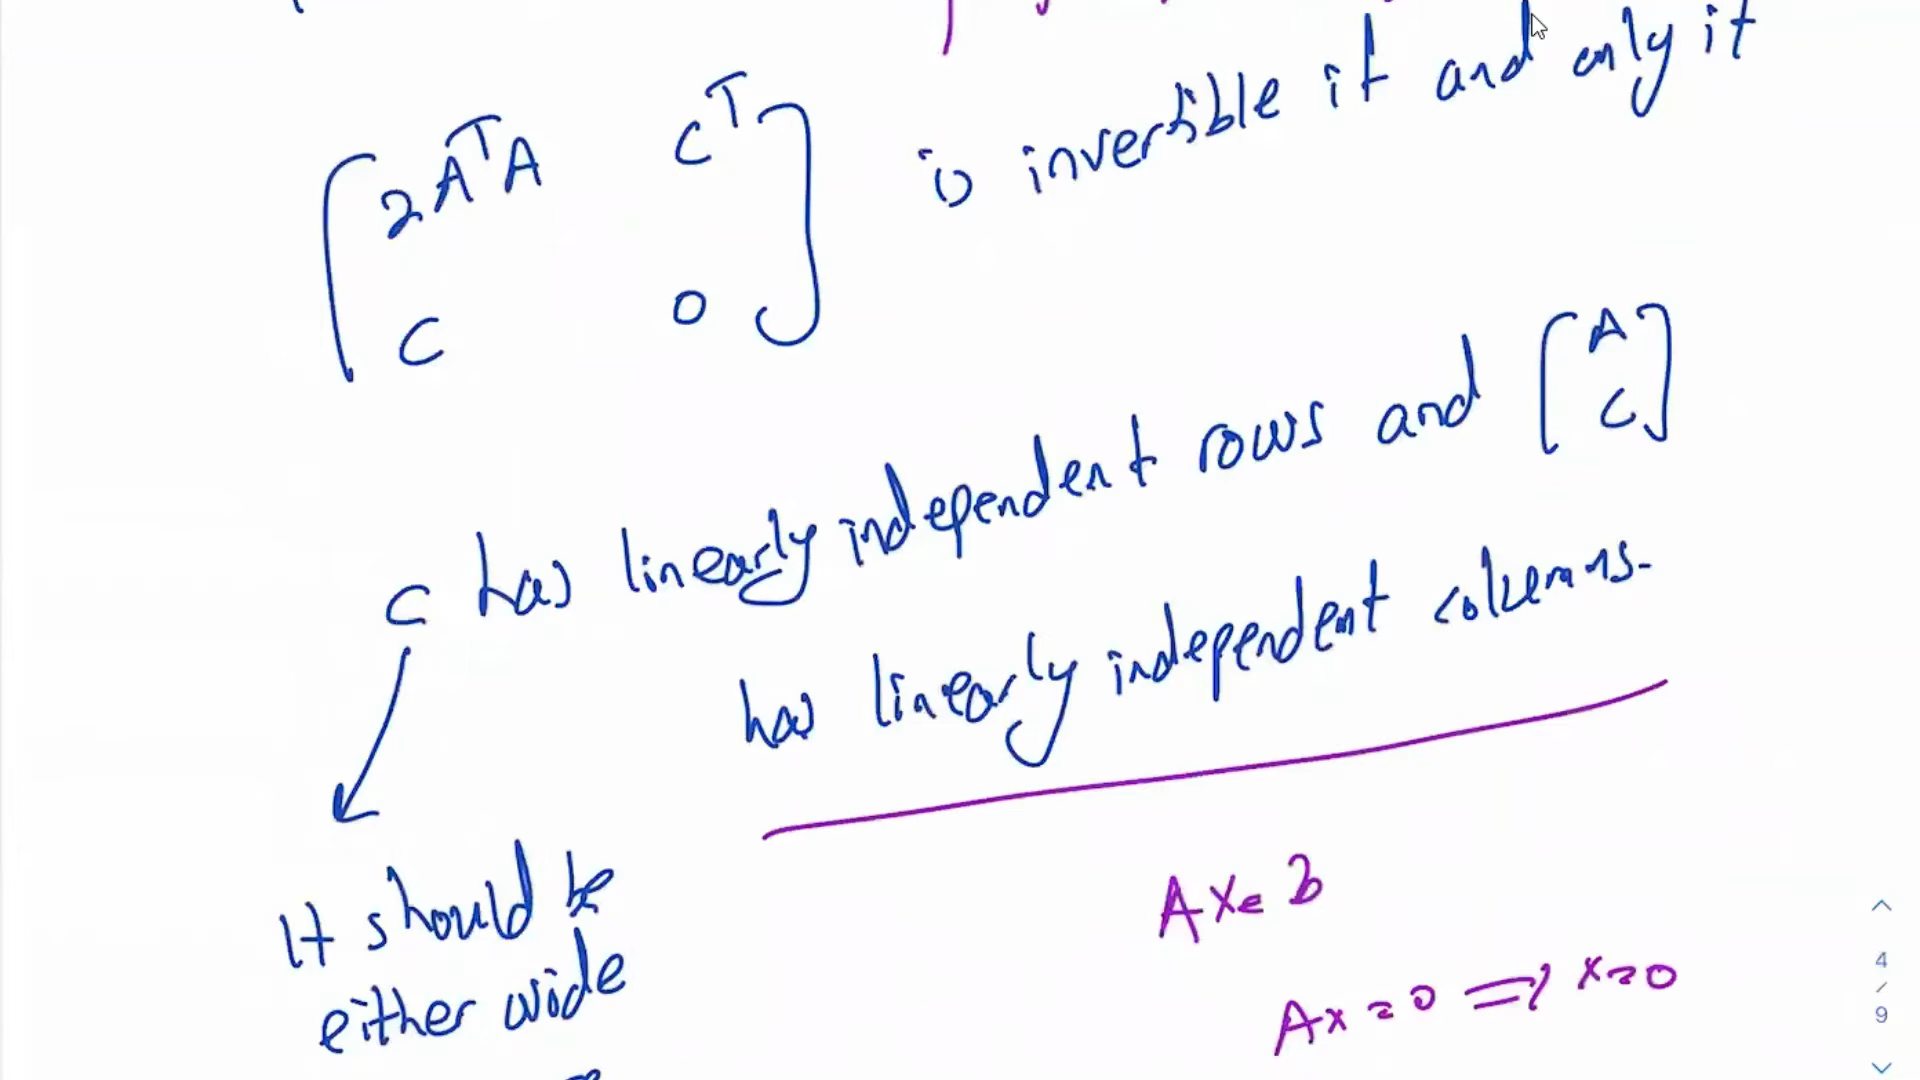 [ 2AᵀA Cᵀ ] is invertible if and only if
[ C 0 ]
C has linearly independent rows and [ A
C ]
has linearly independent columns.
It should be
either wide
Ax = b
Ax = 0 ⟹ x = 0
4
/
9